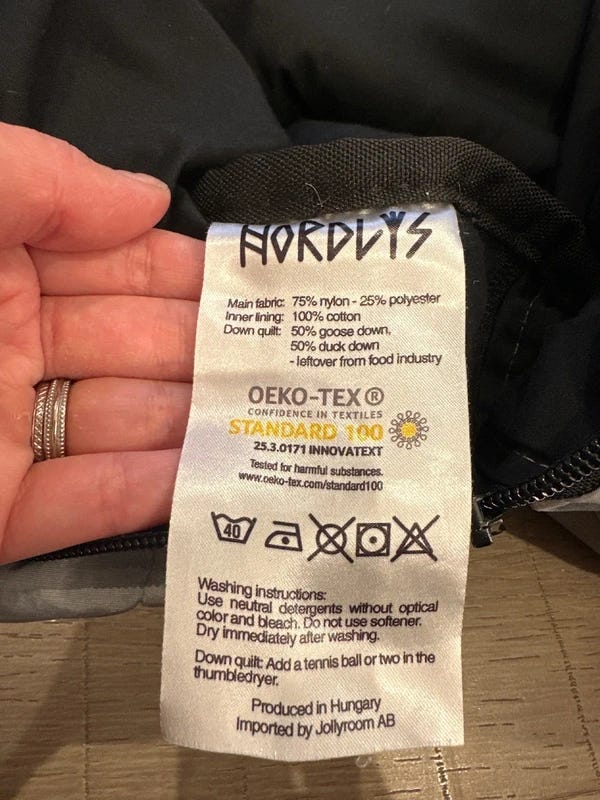 NORDLYS
Main fabric: 75% nylon - 25% polyester
Inner lining: 100% cotton
Down quilt: 50% goose down,
50% duck down
- leftover from food industry
OEKO-TEX®
CONFIDENCE IN TEXTILES
STANDARD 100
25.3.0171 INNOVATEXT
Tested for harmful substances.
www.oeko-tex.com/standard100
40
Washing instructions:
Use neutral detergents without optical
color and bleach. Do not use softener.
Dry immediately after washing.
Down quilt: Add a tennis ball or two in the
thumbledryer.
Produced in Hungary
Imported by Jollyroom AB